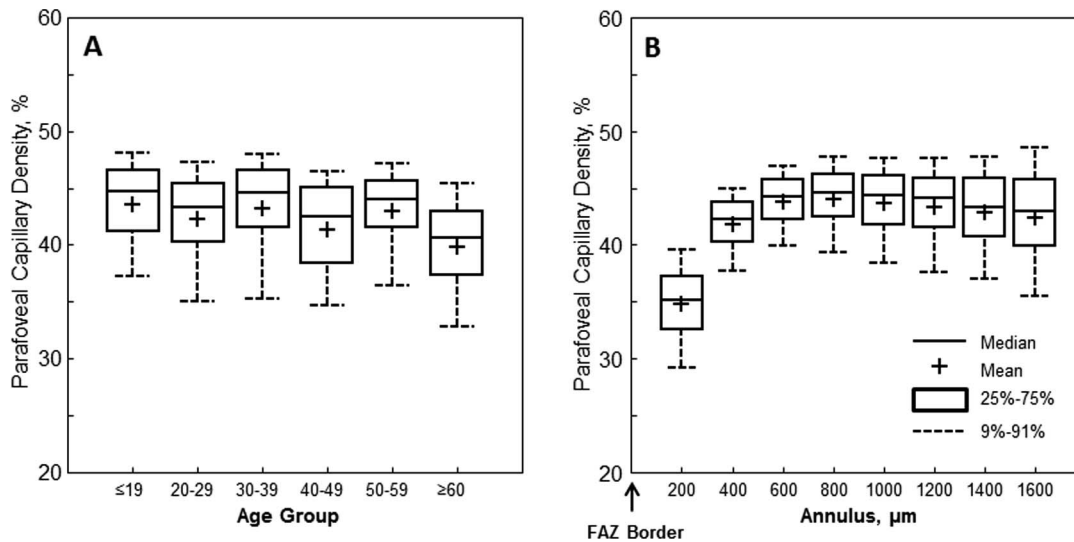 A
Parafoveal Capillary Density, %
60
50
40
30
20
≤19 20-29 30-39 40-49 50-59 ≥60
Age Group
B
Parafoveal Capillary Density, %
60
50
40
30
20
Median
Mean
25%-75%
9%-91%
200 400 600 800 1000 1200 1400 1600
Annulus, µm
FAZ Border